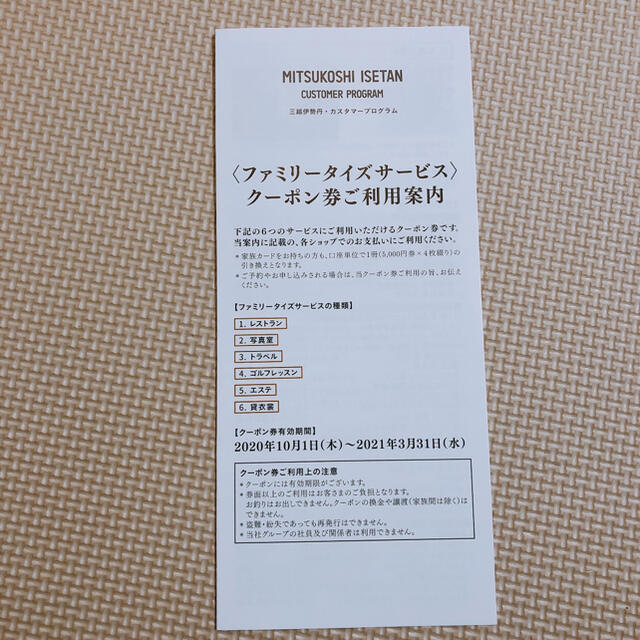 MITSUKOSHI ISETAN
CUSTOMER PROGRAM
三越伊勢丹・カスタマープログラム
〈ファミリータイズサービス〉
クーポン券ご利用案内
下記の6つのサービスにご利用いただけるクーポン券です。
当案内に記載の、各ショップでのお支払いにご利用ください。
＊家族カードをお持ちの方も、口座単位で1冊(5,000円券×4枚綴り)の
引き換えとなります。
＊ご予約やお申し込みされる場合は、当クーポン券ご利用の旨、お伝え
ください。
【ファミリータイズサービスの種類】
1. レストラン
2. 写真室
3. トラベル
4. ゴルフレッスン
5. エステ
6. 貸衣裳
【クーポン券有効期間】
2020年10月1日(木)〜2021年3月31日(水)
クーポン券ご利用上の注意
＊クーポンには有効期限がございます。
＊券面以上のご利用はお客さまのご負担となります。
お釣りはお出しできません。クーポンの換金や譲渡(家族間は除く)は
できません。
＊盗難・紛失であっても再発行はできません。
＊当社グループの社員及び関係者は利用できません。